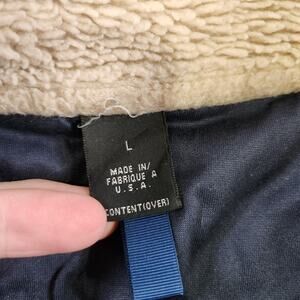 L
MADE IN/
FABRIQUE A
U.S.A.
CONTENT(OVER)